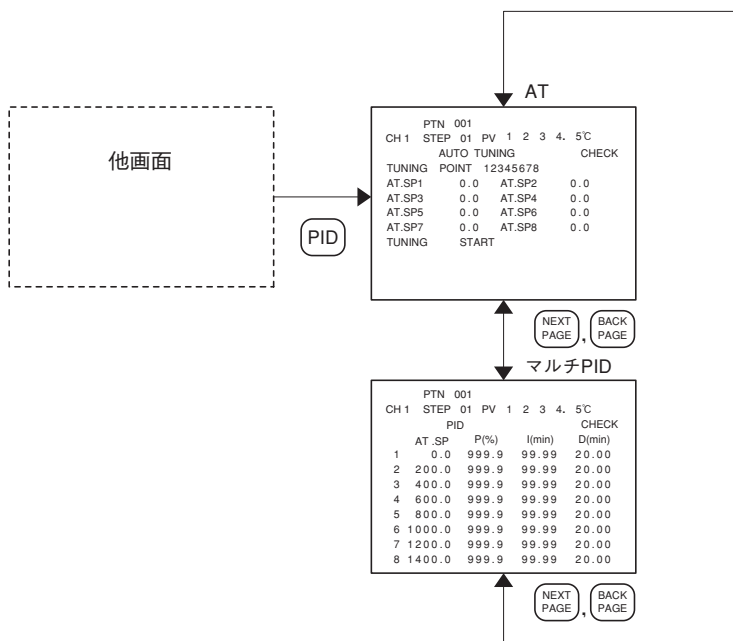 他画面
PID
AT
PTN 001
CH 1 STEP 01 PV 1 2 3 4. 5℃
AUTO TUNING CHECK
TUNING POINT 12345678
AT.SP1 0.0 AT.SP2 0.0
AT.SP3 0.0 AT.SP4 0.0
AT.SP5 0.0 AT.SP6 0.0
AT.SP7 0.0 AT.SP8 0.0
TUNING START
NEXT PAGE , BACK PAGE
マルチPID
PTN 001
CH 1 STEP 01 PV 1 2 3 4. 5℃
PID CHECK
AT .SP P(%) I(min) D(min)
1 0.0 999.9 99.99 20.00
2 200.0 999.9 99.99 20.00
3 400.0 999.9 99.99 20.00
4 600.0 999.9 99.99 20.00
5 800.0 999.9 99.99 20.00
6 1000.0 999.9 99.99 20.00
7 1200.0 999.9 99.99 20.00
8 1400.0 999.9 99.99 20.00
NEXT PAGE , BACK PAGE